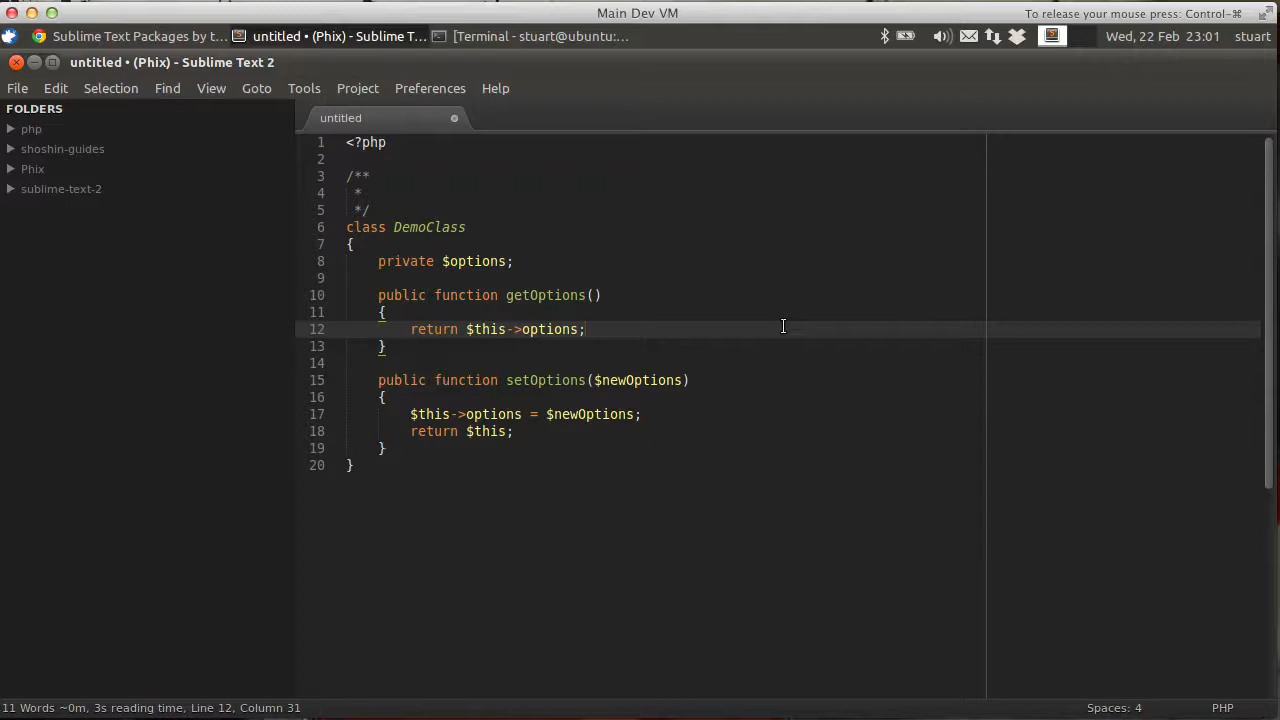 Main Dev VM
To release your mouse press: Control-⌘
Sublime Text Packages by t...
untitled • (Phix) - Sublime T...
[Terminal - stuart@ubuntu:...
Wed, 22 Feb 23:01
stuart
untitled • (Phix) - Sublime Text 2
File Edit Selection Find View Goto Tools Project Preferences Help
FOLDERS
php
shoshin-guides
Phix
sublime-text-2
untitled
1 <?php
2
3 /**
4  *
5  */
6 class DemoClass
7 {
8     private $options;
9
10     public function getOptions()
11     {
12         return $this->options;
13     }
14
15     public function setOptions($newOptions)
16     {
17         $this->options = $newOptions;
18         return $this;
19     }
20 }
11 Words ~0m, 3s reading time, Line 12, Column 31
Spaces: 4
PHP